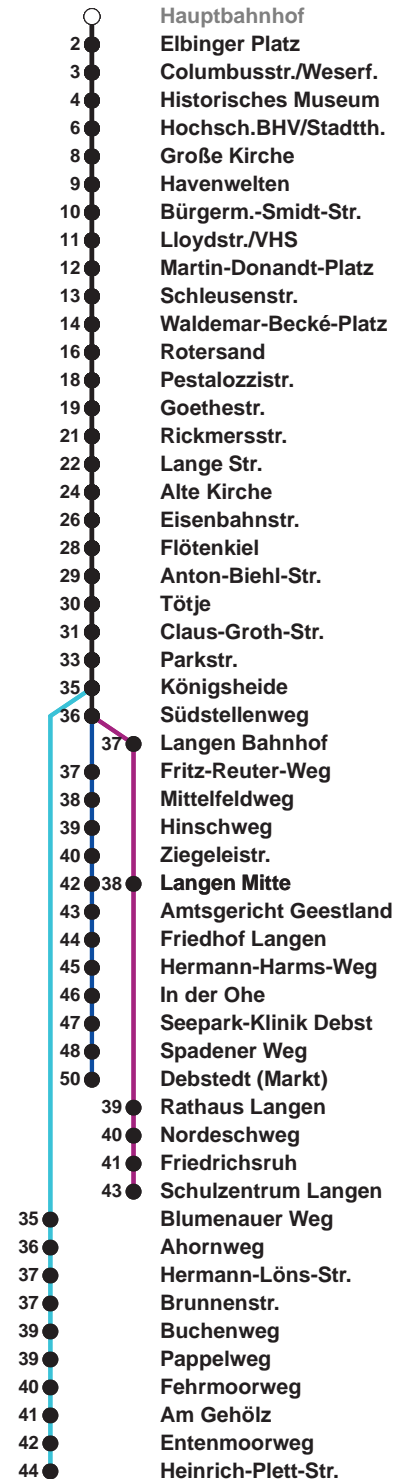 Hauptbahnhof
2 Elbinger Platz
3 Columbusstr./Weserf.
4 Historisches Museum
6 Hochsch.BHV/Stadtth.
8 Große Kirche
9 Havenwelten
10 Bürgerm.-Smidt-Str.
11 Lloydstr./VHS
12 Martin-Donandt-Platz
13 Schleusenstr.
14 Waldemar-Becké-Platz
16 Rotersand
18 Pestalozzistr.
19 Goethestr.
21 Rickmersstr.
22 Lange Str.
24 Alte Kirche
26 Eisenbahnstr.
28 Flötenkiel
29 Anton-Biehl-Str.
30 Tötje
31 Claus-Groth-Str.
33 Parkstr.
35 Königsheide
36 Südstellenweg
37 Langen Bahnhof
37 Fritz-Reuter-Weg
38 Mittelfeldweg
39 Hinschweg
40 Ziegeleistr.
42 38 Langen Mitte
43 Amtsgericht Geestland
44 Friedhof Langen
45 Hermann-Harms-Weg
46 In der Ohe
47 Seepark-Klinik Debst
48 Spadener Weg
50 Debstedt (Markt)
39 Rathaus Langen
40 Nordeschweg
41 Friedrichsruh
43 Schulzentrum Langen
35 Blumenauer Weg
36 Ahornweg
37 Hermann-Löns-Str.
37 Brunnenstr.
39 Buchenweg
39 Pappelweg
40 Fehrmoorweg
41 Am Gehölz
42 Entenmoorweg
44 Heinrich-Plett-Str.